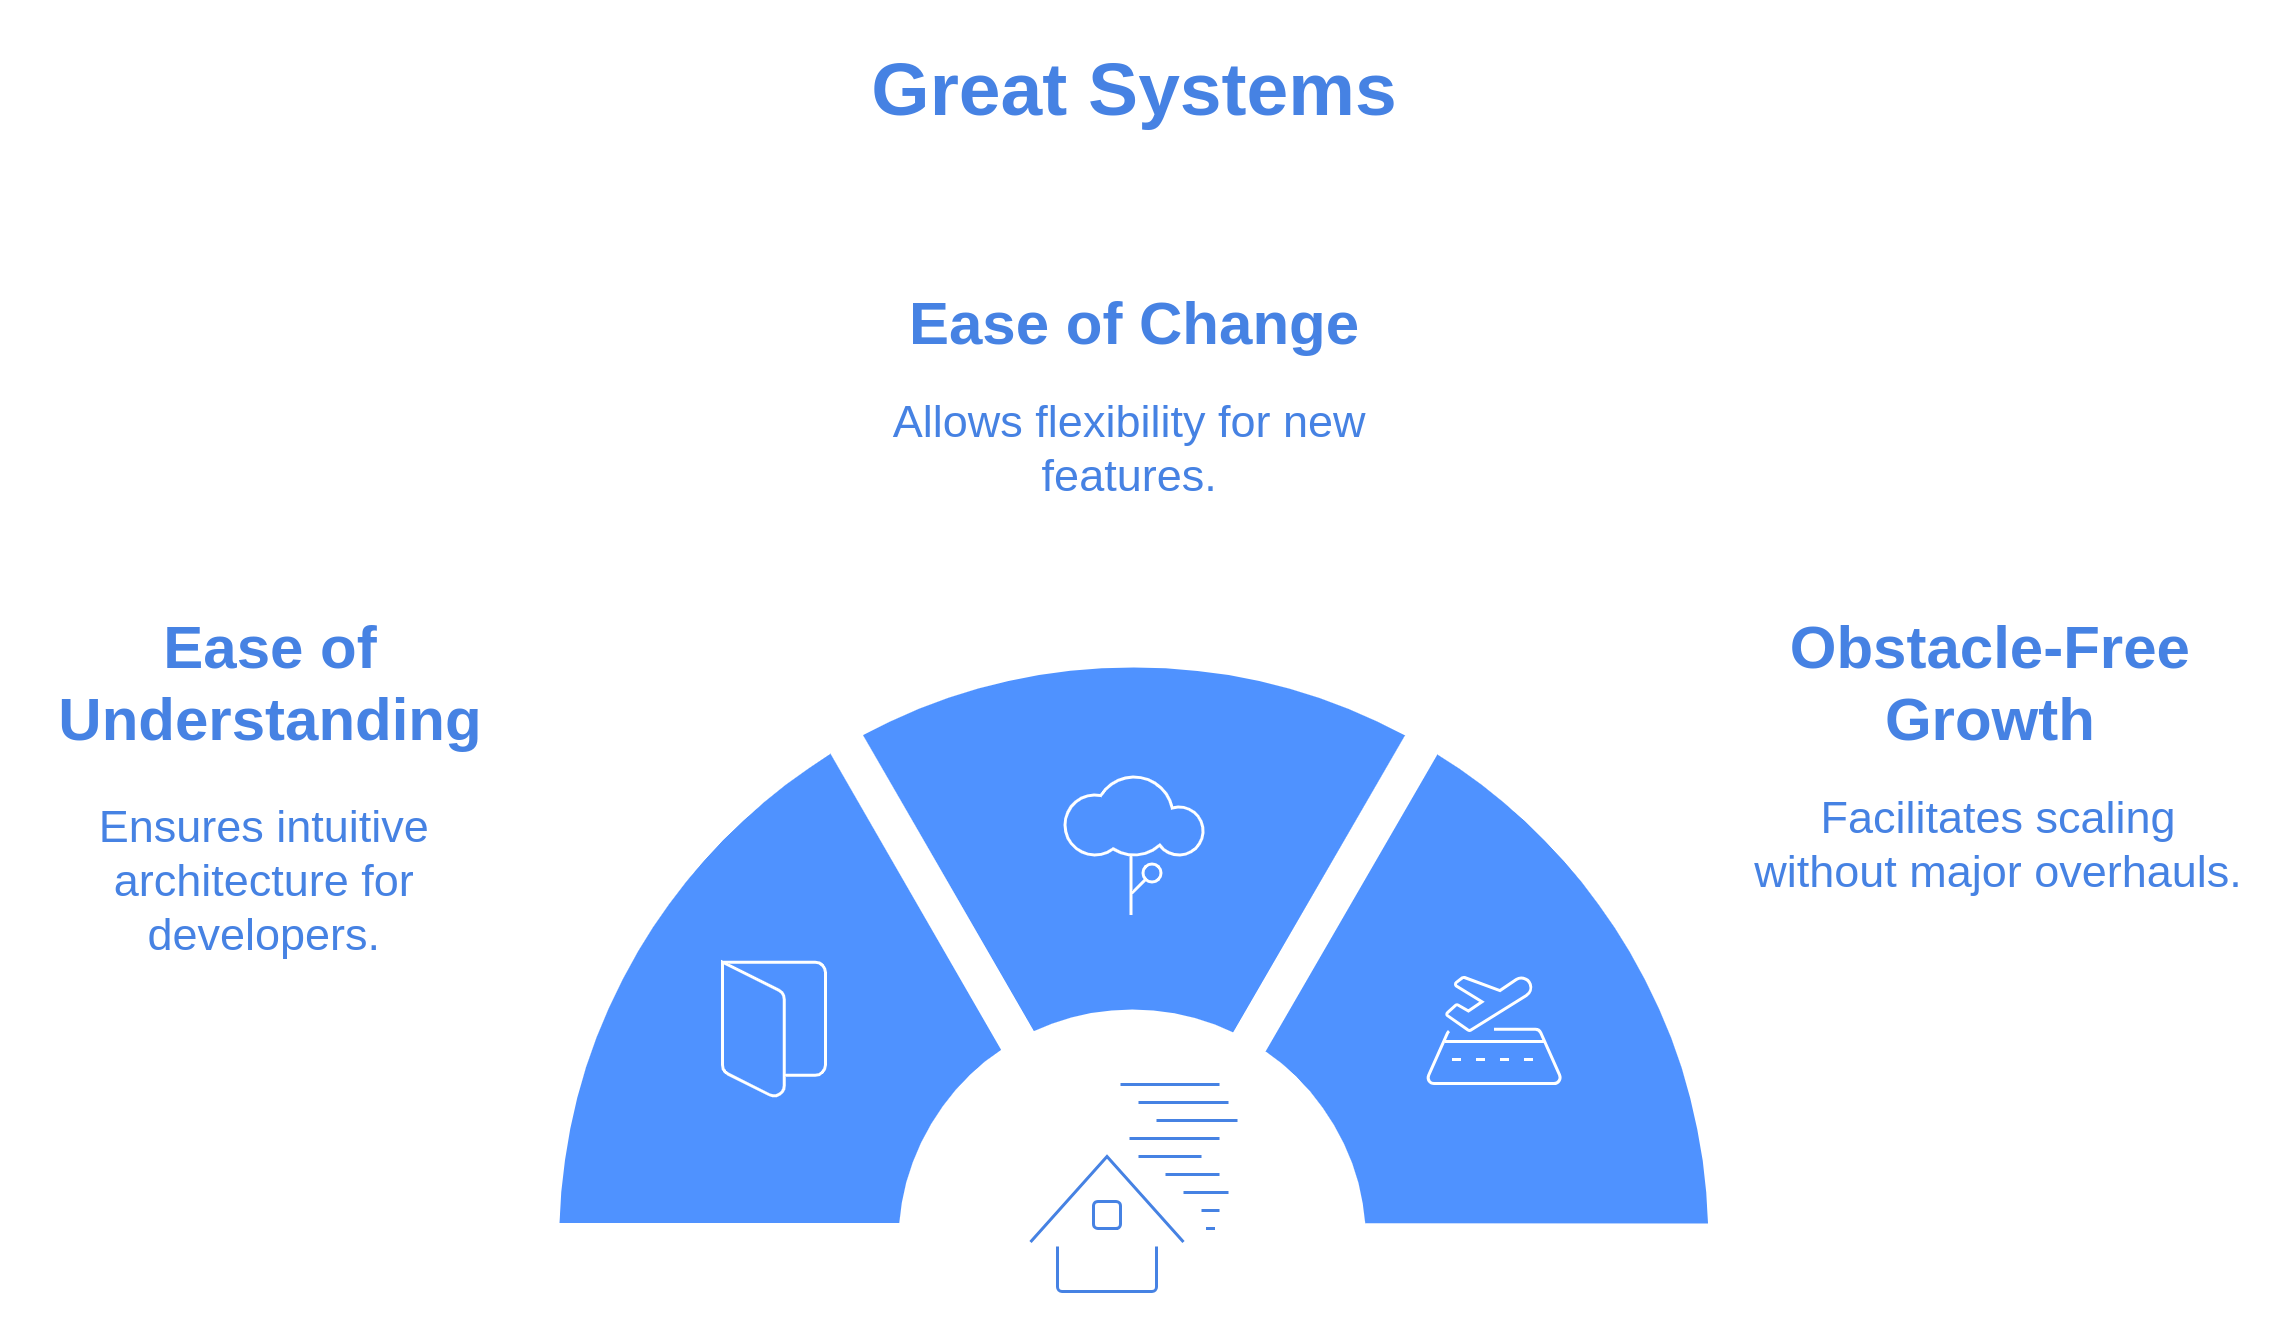 Great Systems
Ease of Change
Allows flexibility for new
features.
Ease of
Understanding
Ensures intuitive
architecture for
developers.
Obstacle-Free
Growth
Facilitates scaling
without major overhauls.